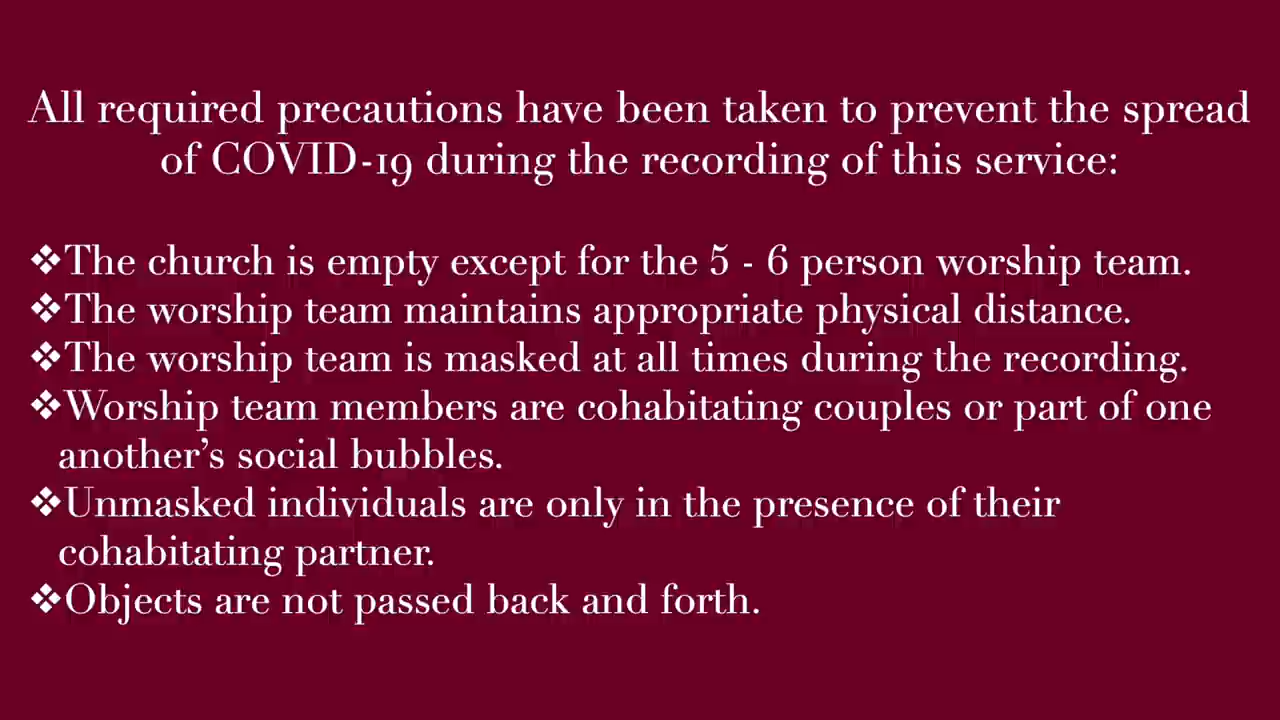 All required precautions have been taken to prevent the spread
of COVID-19 during the recording of this service:
❖The church is empty except for the 5 - 6 person worship team.
❖The worship team maintains appropriate physical distance.
❖The worship team is masked at all times during the recording.
❖Worship team members are cohabitating couples or part of one
another’s social bubbles.
❖Unmasked individuals are only in the presence of their
cohabitating partner.
❖Objects are not passed back and forth.